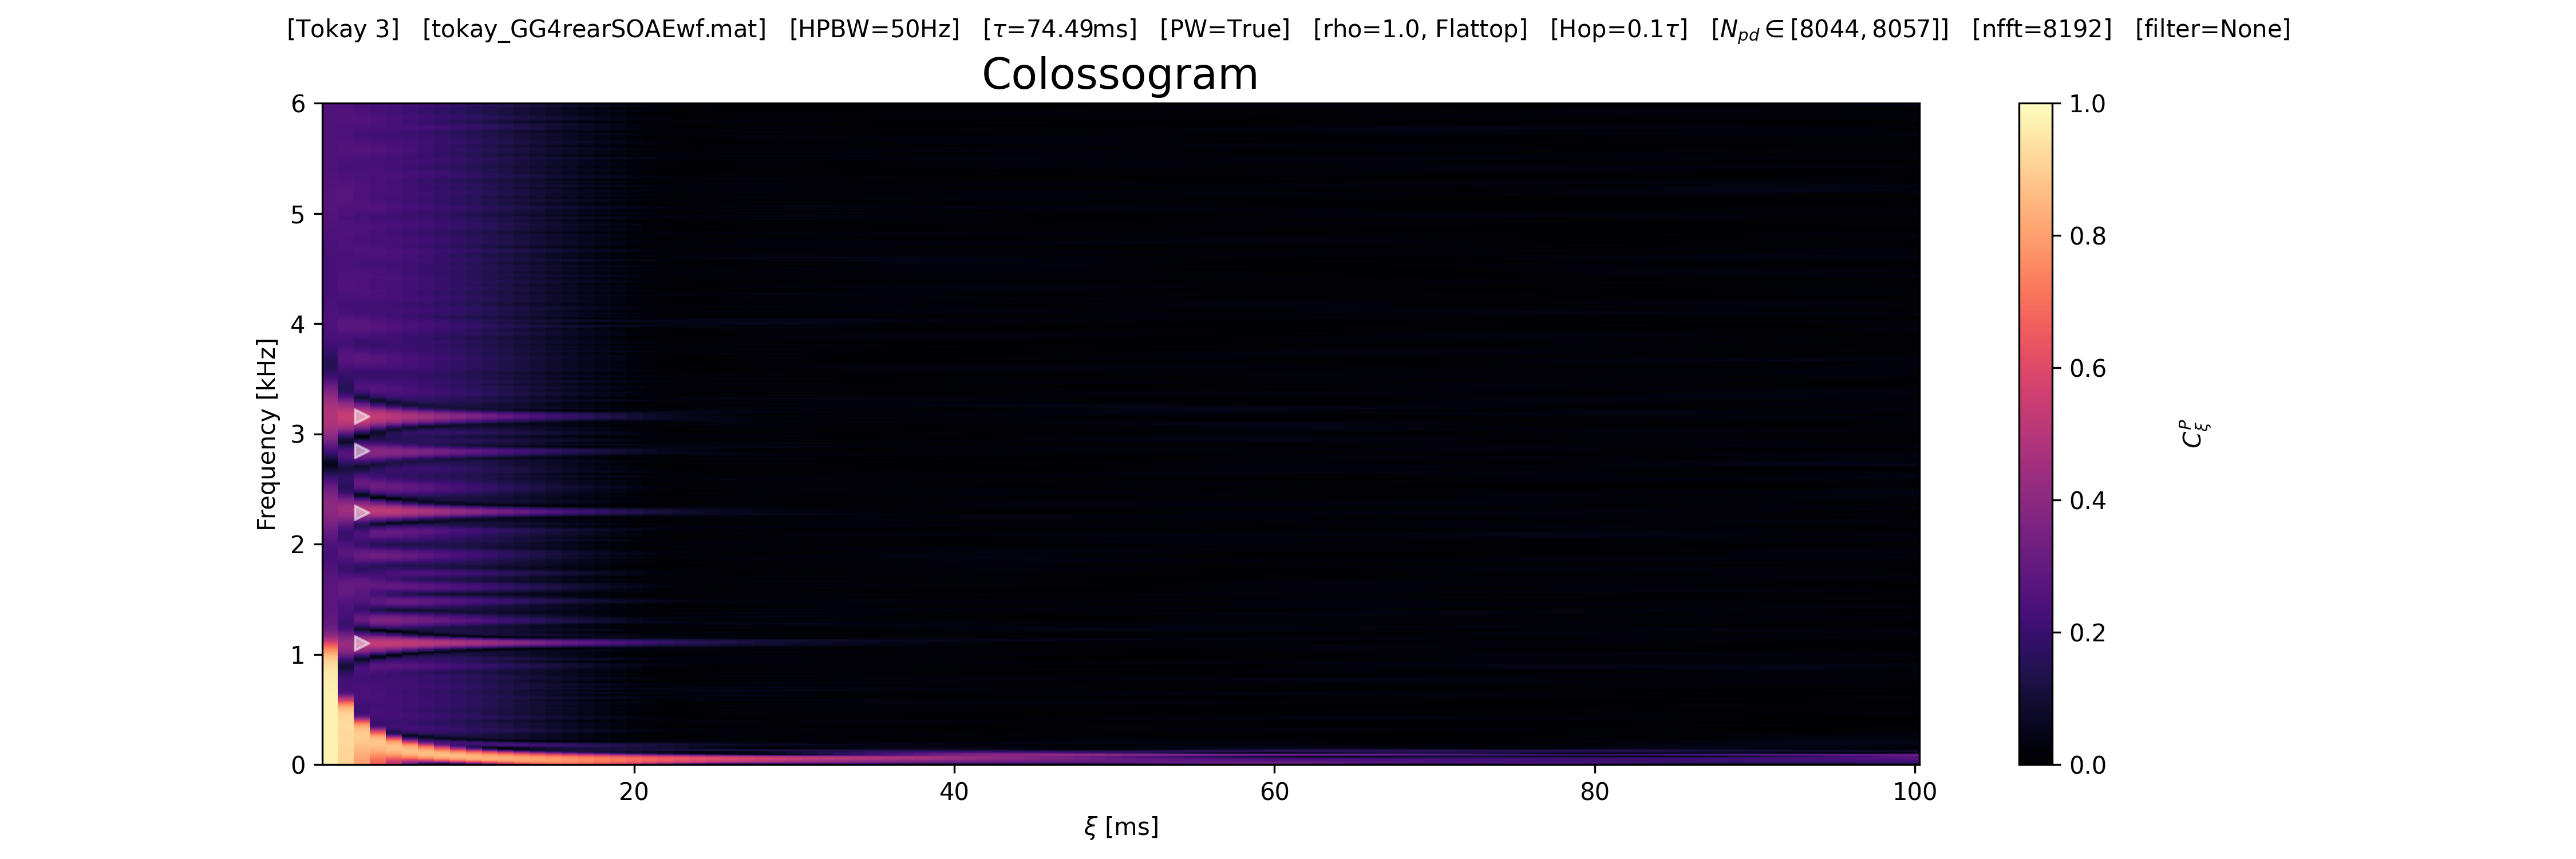 [Tokay 3] [tokay_GG4rearSOAEwf.mat] [HPBW=50Hz] [τ=74.49ms] [PW=True] [rho=1.0, Flattop] [Hop=0.1τ] [N_pd ∈ [8044, 8057]] [nfft=8192] [filter=None]
Colossogram
Frequency [kHz]
6
5
4
3
2
1
0
20 40 60 80 100
ξ [ms]
1.0
0.8
0.6
0.4
0.2
0.0
C_ξ^P